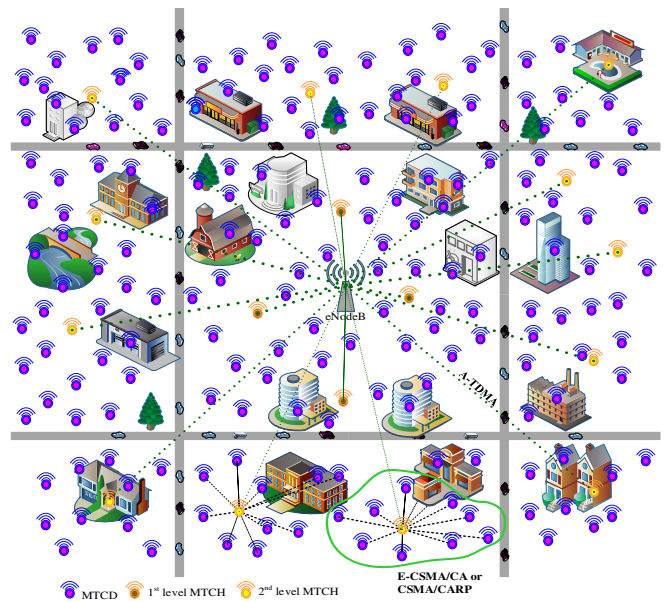 eNodeB
A-TDMA
E-CSMA/CA or
CSMA/CARP
MTCD 1st level MTCH 2nd level MTCH